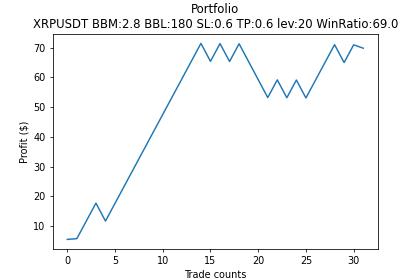 Portfolio
XRPUSDT BBM:2.8 BBL:180 SL:0.6 TP:0.6 lev:20 WinRatio:69.0
70
60
50
40
30
20
10
Profit ($)
0 5 10 15 20 25 30
Trade counts